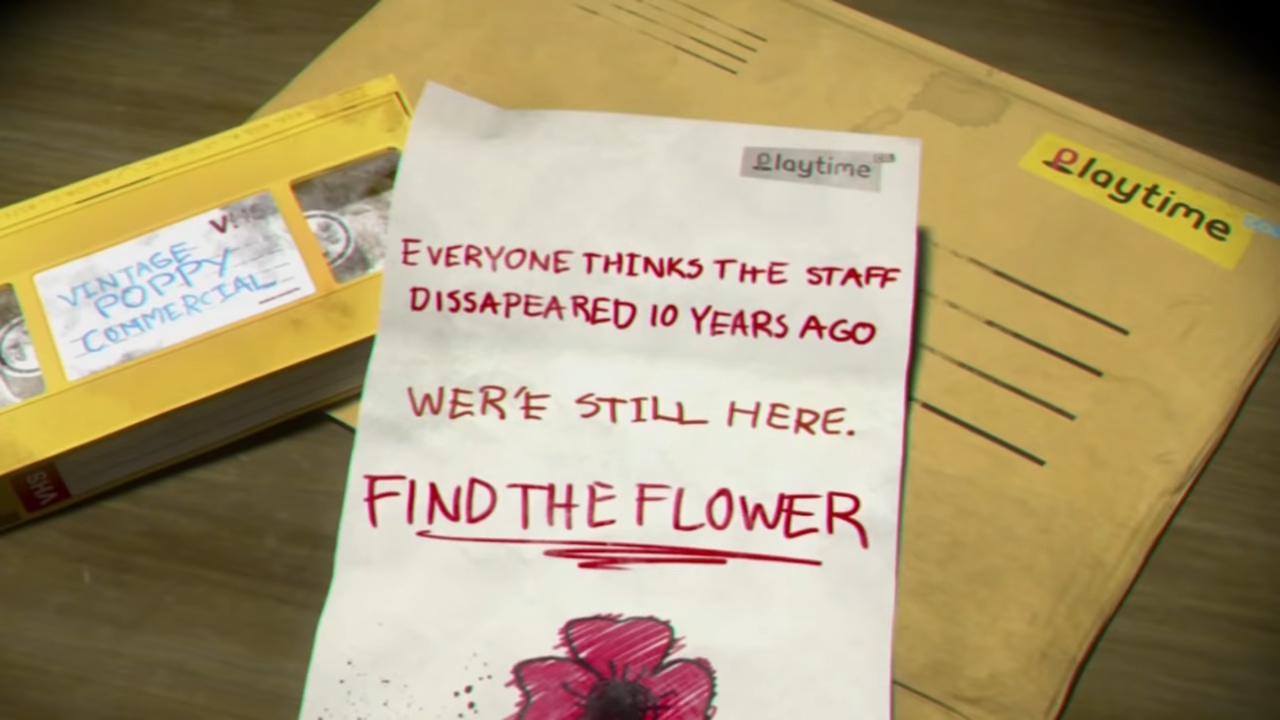 Playtime
Playtime
EVERYONE THINKS THE STAFF
DISSAPEARED 10 YEARS AGO
WER'E STILL HERE.
FIND THE FLOWER
VHS
VINTAGE
POPPY
COMMERCIAL
VHS